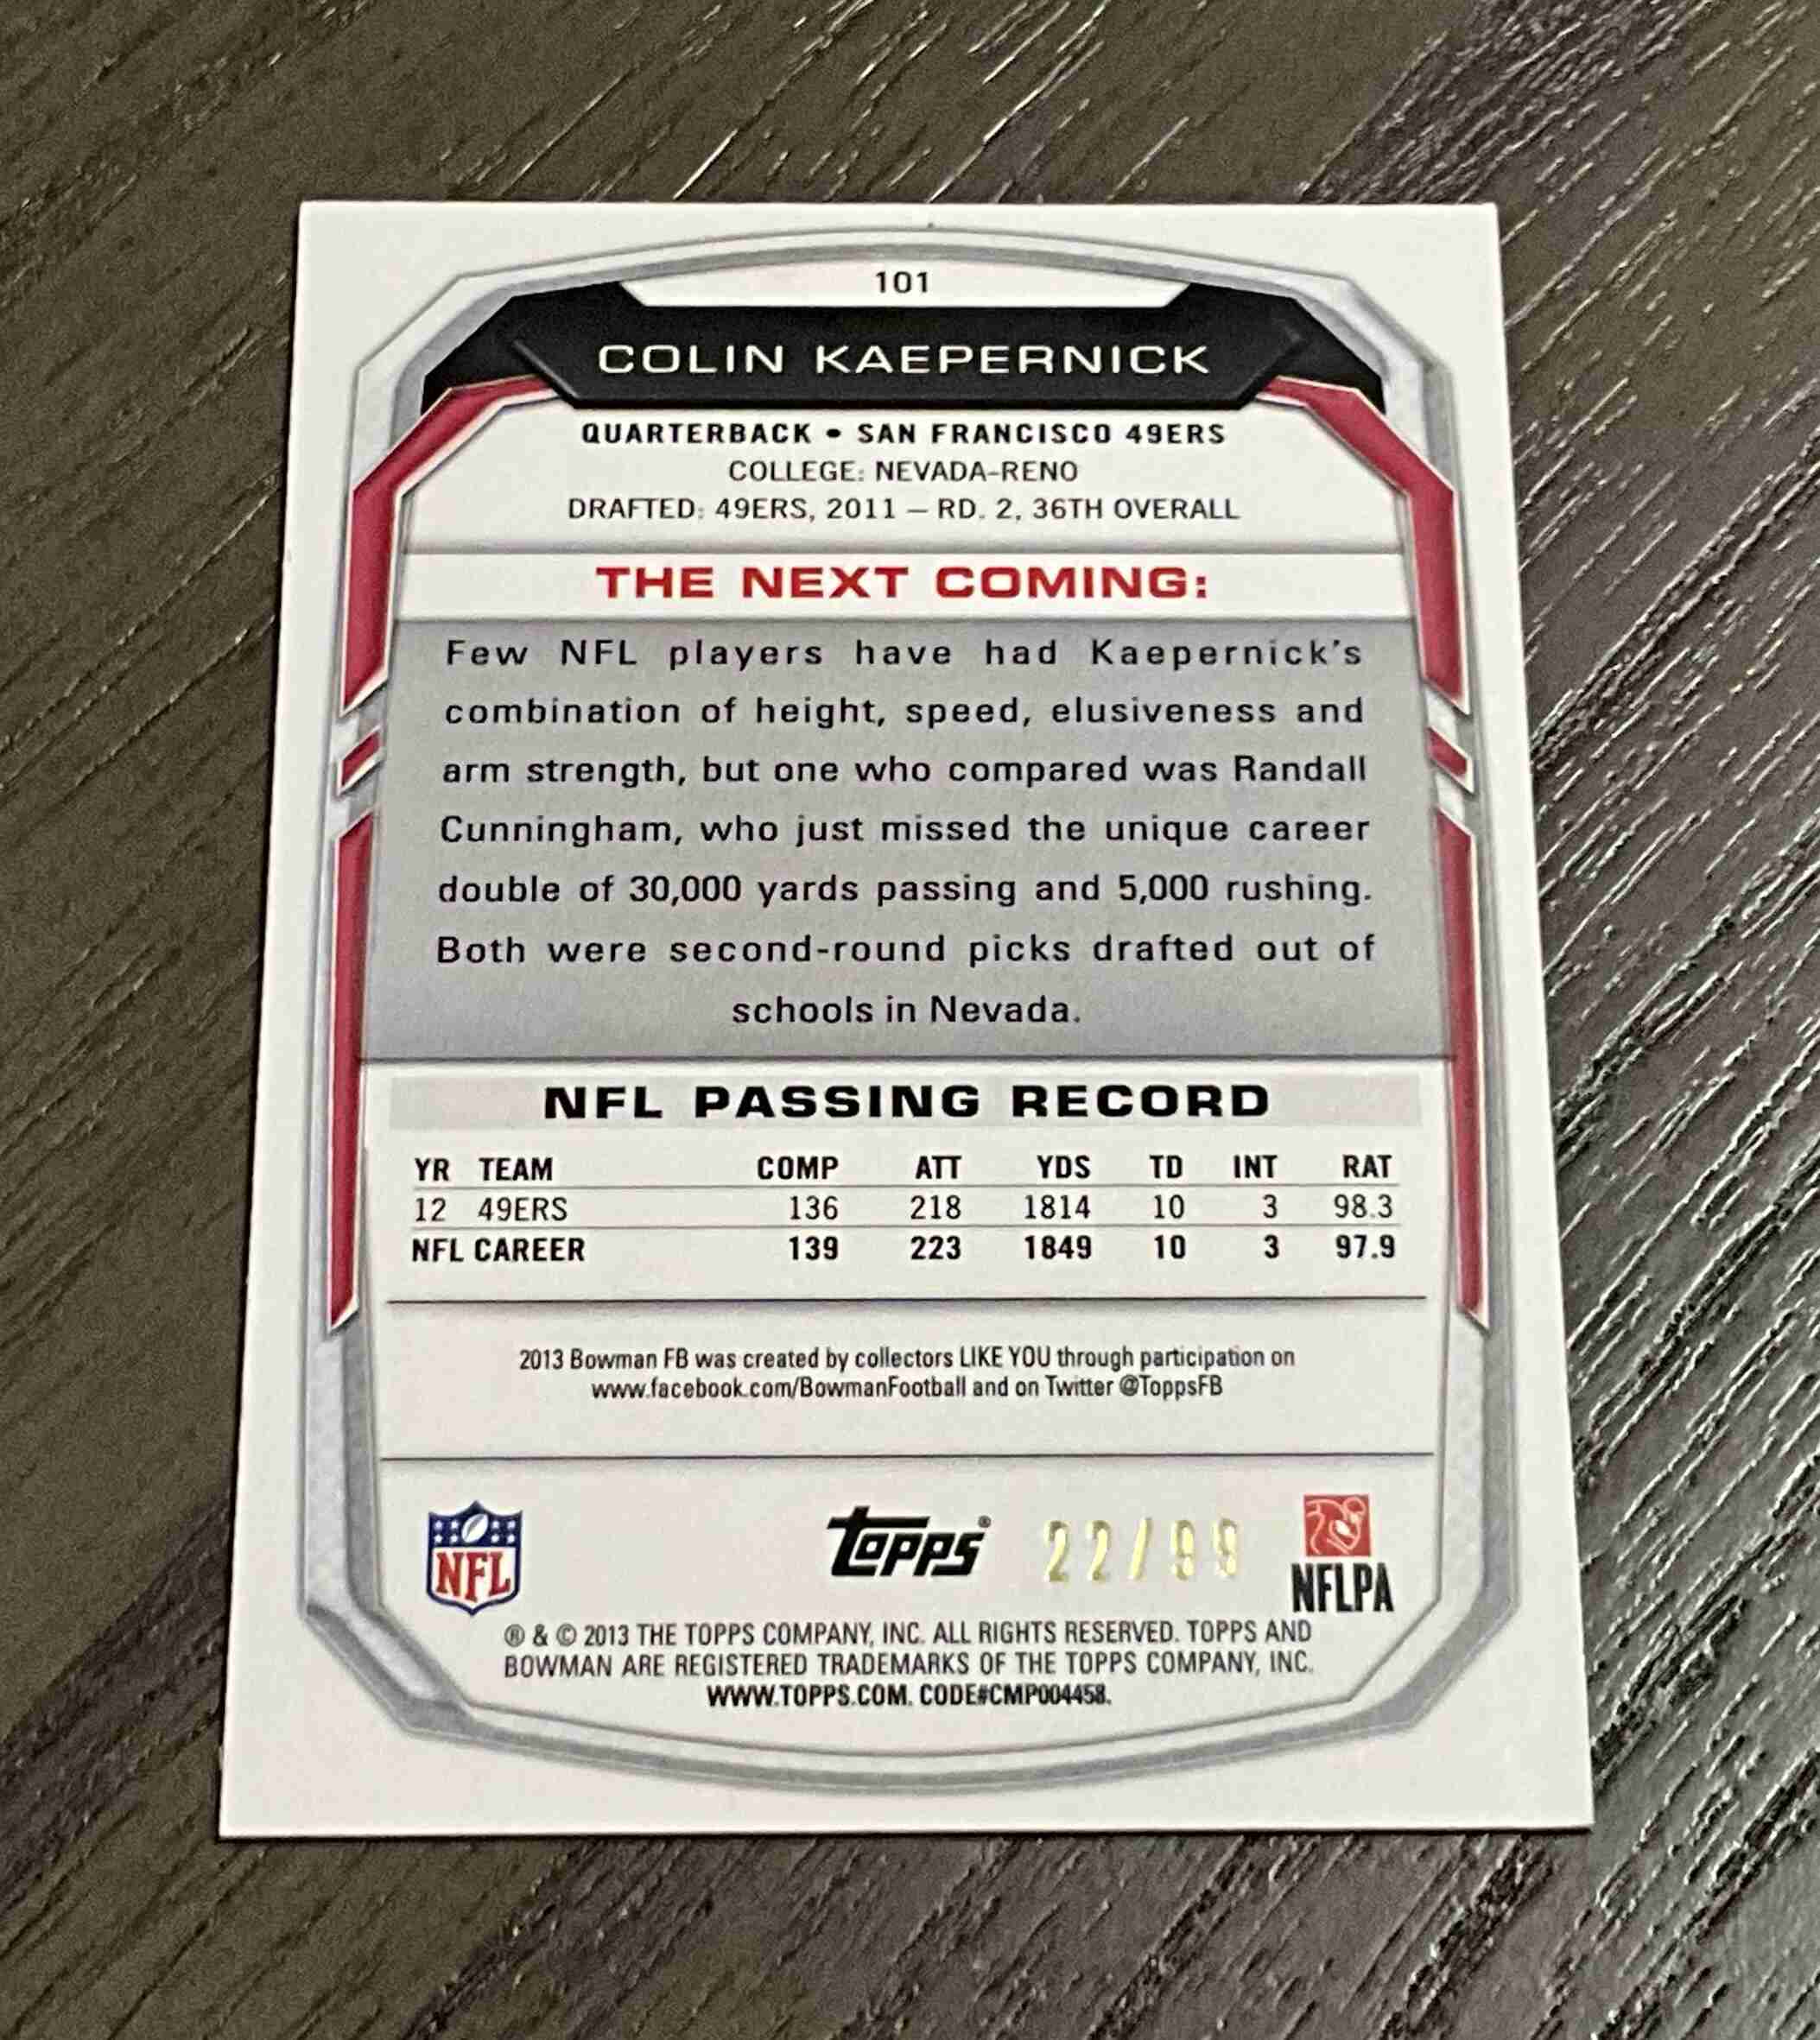 101
COLIN KAEPERNICK
QUARTERBACK • SAN FRANCISCO 49ERS
COLLEGE: NEVADA-RENO
DRAFTED: 49ERS, 2011 – RD. 2, 36TH OVERALL
THE NEXT COMING:
Few NFL players have had Kaepernick's
combination of height, speed, elusiveness and
arm strength, but one who compared was Randall
Cunningham, who just missed the unique career
double of 30,000 yards passing and 5,000 rushing.
Both were second-round picks drafted out of
schools in Nevada.
NFL PASSING RECORD
YR TEAM COMP ATT YDS TD INT RAT
12 49ERS 136 218 1814 10 3 98.3
NFL CAREER 139 223 1849 10 3 97.9
2013 Bowman FB was created by collectors LIKE YOU through participation on
www.facebook.com/BowmanFootball and on Twitter @ToppsFB
NFL Topps® 22/99 NFLPA
® & © 2013 THE TOPPS COMPANY, INC. ALL RIGHTS RESERVED. TOPPS AND
BOWMAN ARE REGISTERED TRADEMARKS OF THE TOPPS COMPANY, INC.
WWW.TOPPS.COM. CODE#CMP004458.